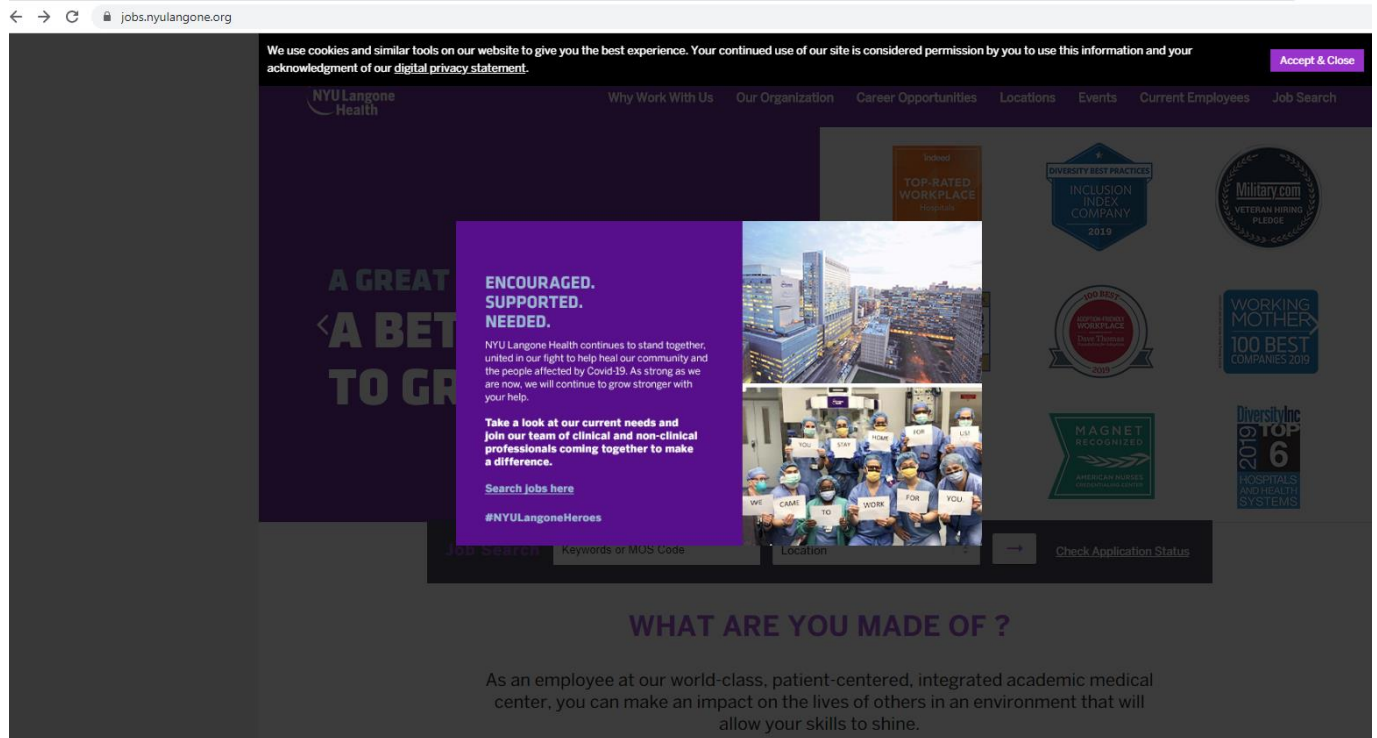 jobs.nyulangone.org
We use cookies and similar tools on our website to give you the best experience. Your continued use of our site is considered permission by you to use this information and your
acknowledgment of our digital privacy statement.
Accept & Close
NYU Langone
Health
Why Work With Us Our Organization Career Opportunities Locations Events Current Employees Job Search
indeed
TOP-RATED
WORKPLACE
Hospitals
DIVERSITY BEST PRACTICES
INCLUSION
INDEX
COMPANY
2019
Military.com
VETERAN HIRING
PLEDGE
A GREAT
A BET
TO GR
ENCOURAGED.
SUPPORTED.
NEEDED.
NYU Langone Health continues to stand together,
united in our fight to help heal our community and
the people affected by Covid-19. As strong as we
are now, we will continue to grow stronger with
your help.
Take a look at our current needs and
join our team of clinical and non-clinical
professionals coming together to make
a difference.
Search jobs here
#NYULangoneHeroes
YOU STAY HOME FOR US!
WE CAME TO WORK FOR YOU
100 BEST
ADOPTION-FRIENDLY
WORKPLACE
Dave Thomas
2019
WORKING
MOTHER
100 BEST
COMPANIES 2019
MAGNET
RECOGNIZED
AMERICAN NURSES
CREDENTIALING CENTER
DiversityInc
2019 TOP
6
HOSPITALS
AND HEALTH
SYSTEMS
Job Search Keywords or MOS Code Location Check Application Status
WHAT ARE YOU MADE OF ?
As an employee at our world-class, patient-centered, integrated academic medical
center, you can make an impact on the lives of others in an environment that will
allow your skills to shine.